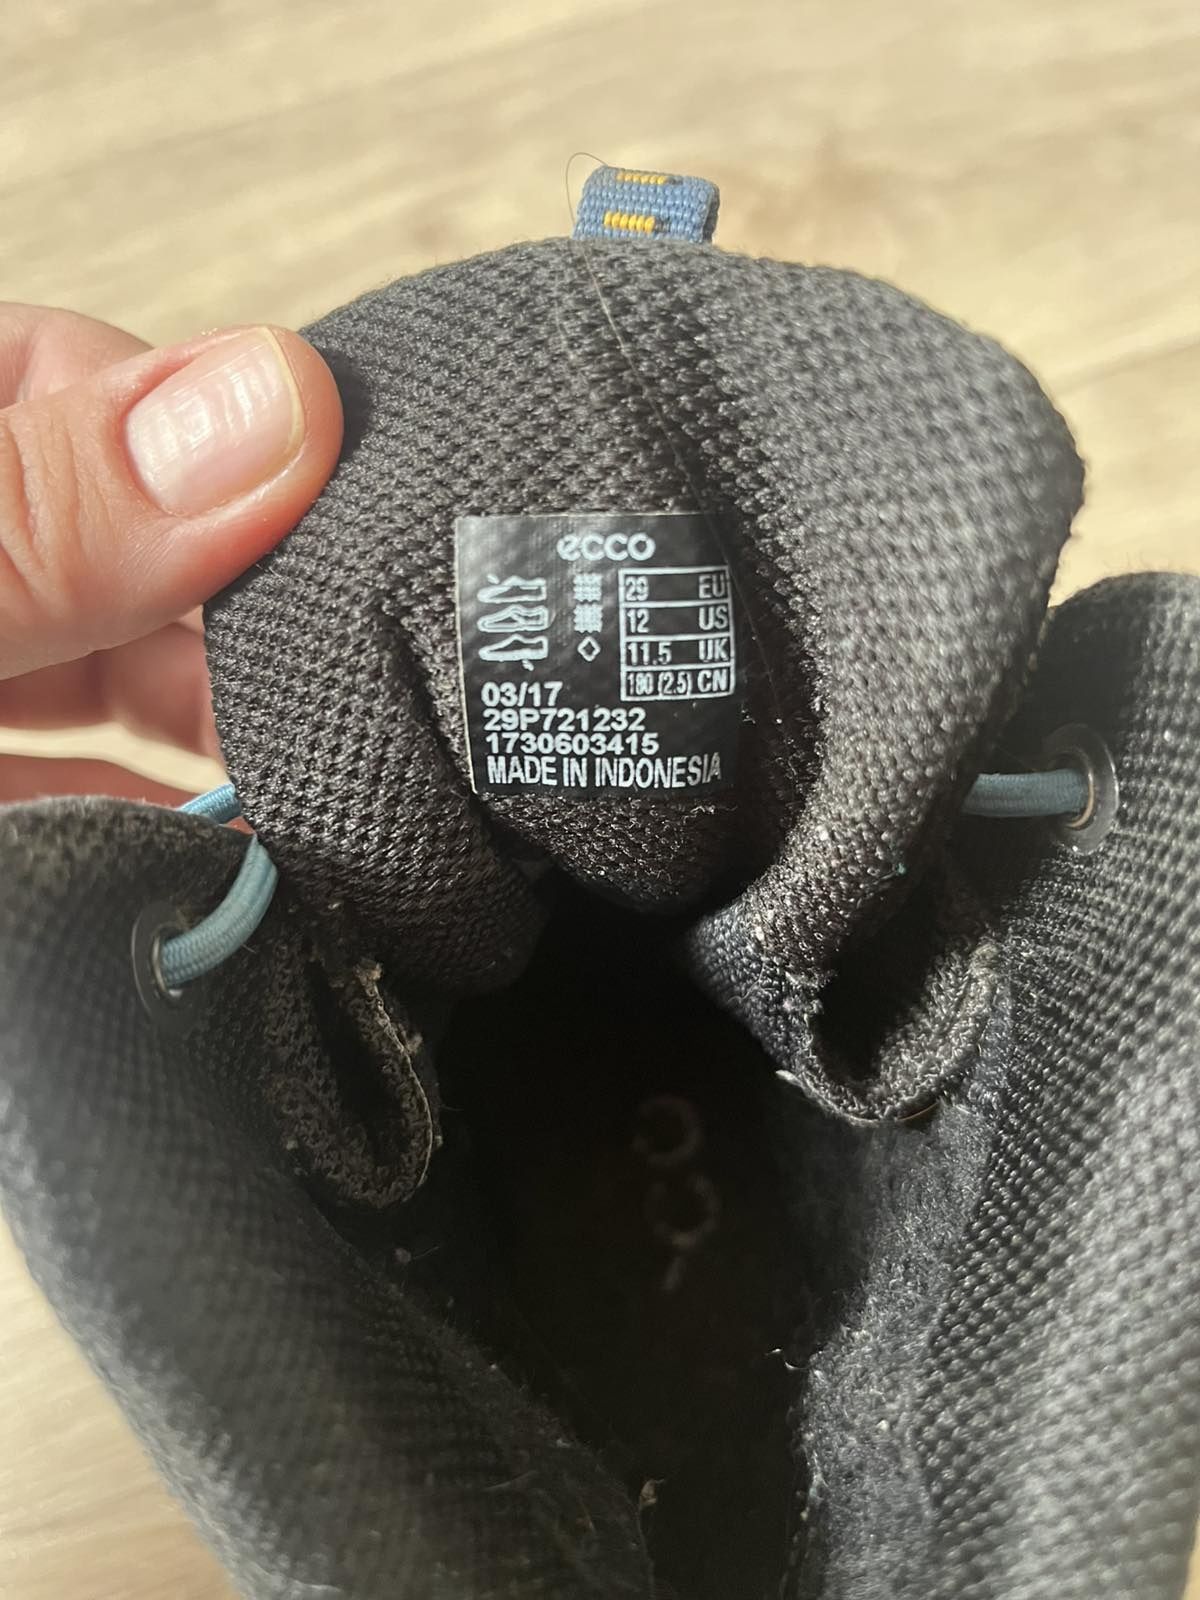 ecco
29 EU
12 US
11.5 UK
180 (2.5) CN
03/17
29P721232
1730603415
MADE IN INDONESIA